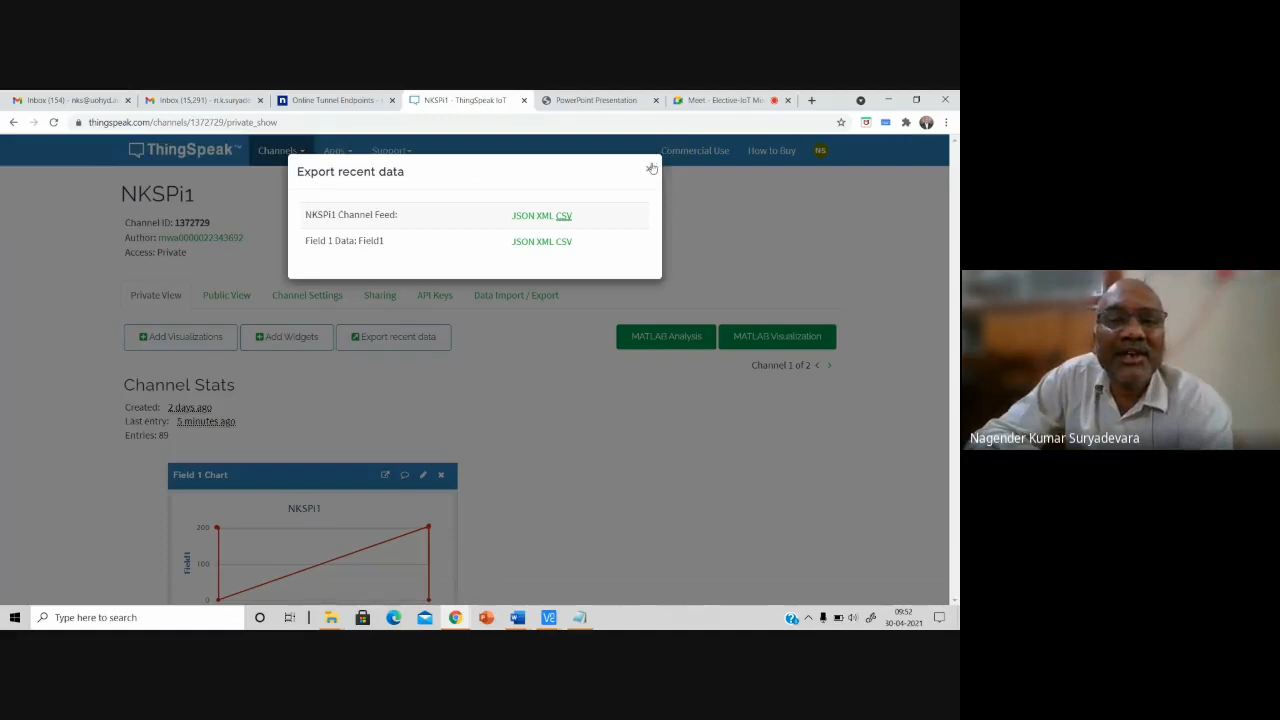 Inbox (154) - nks@uohyd.a
Inbox (15,291) - n.k.suryade
Online Tunnel Endpoints -
NKSPi1 - ThingSpeak IoT
PowerPoint Presentation
Meet - Elective-IoT
thingspeak.com/channels/1372729/private_show
ThingSpeak™
Channels
Apps
Support
Commercial Use
How to Buy
NS
Export recent data
NKSPi1 Channel Feed:
JSON XML CSV
Field 1 Data: Field1
JSON XML CSV
NKSPi1
Channel ID: 1372729
Author: mwa0000022343692
Access: Private
Private View
Public View
Channel Settings
Sharing
API Keys
Data Import / Export
Add Visualizations
Add Widgets
Export recent data
MATLAB Analysis
MATLAB Visualization
Channel 1 of 2
Channel Stats
Created: 2 days ago
Last entry: 5 minutes ago
Entries: 89
Field 1 Chart
NKSPi1
200
100
0
Field1
Type here to search
09:52
30-04-2021
Nagender Kumar Suryadevara